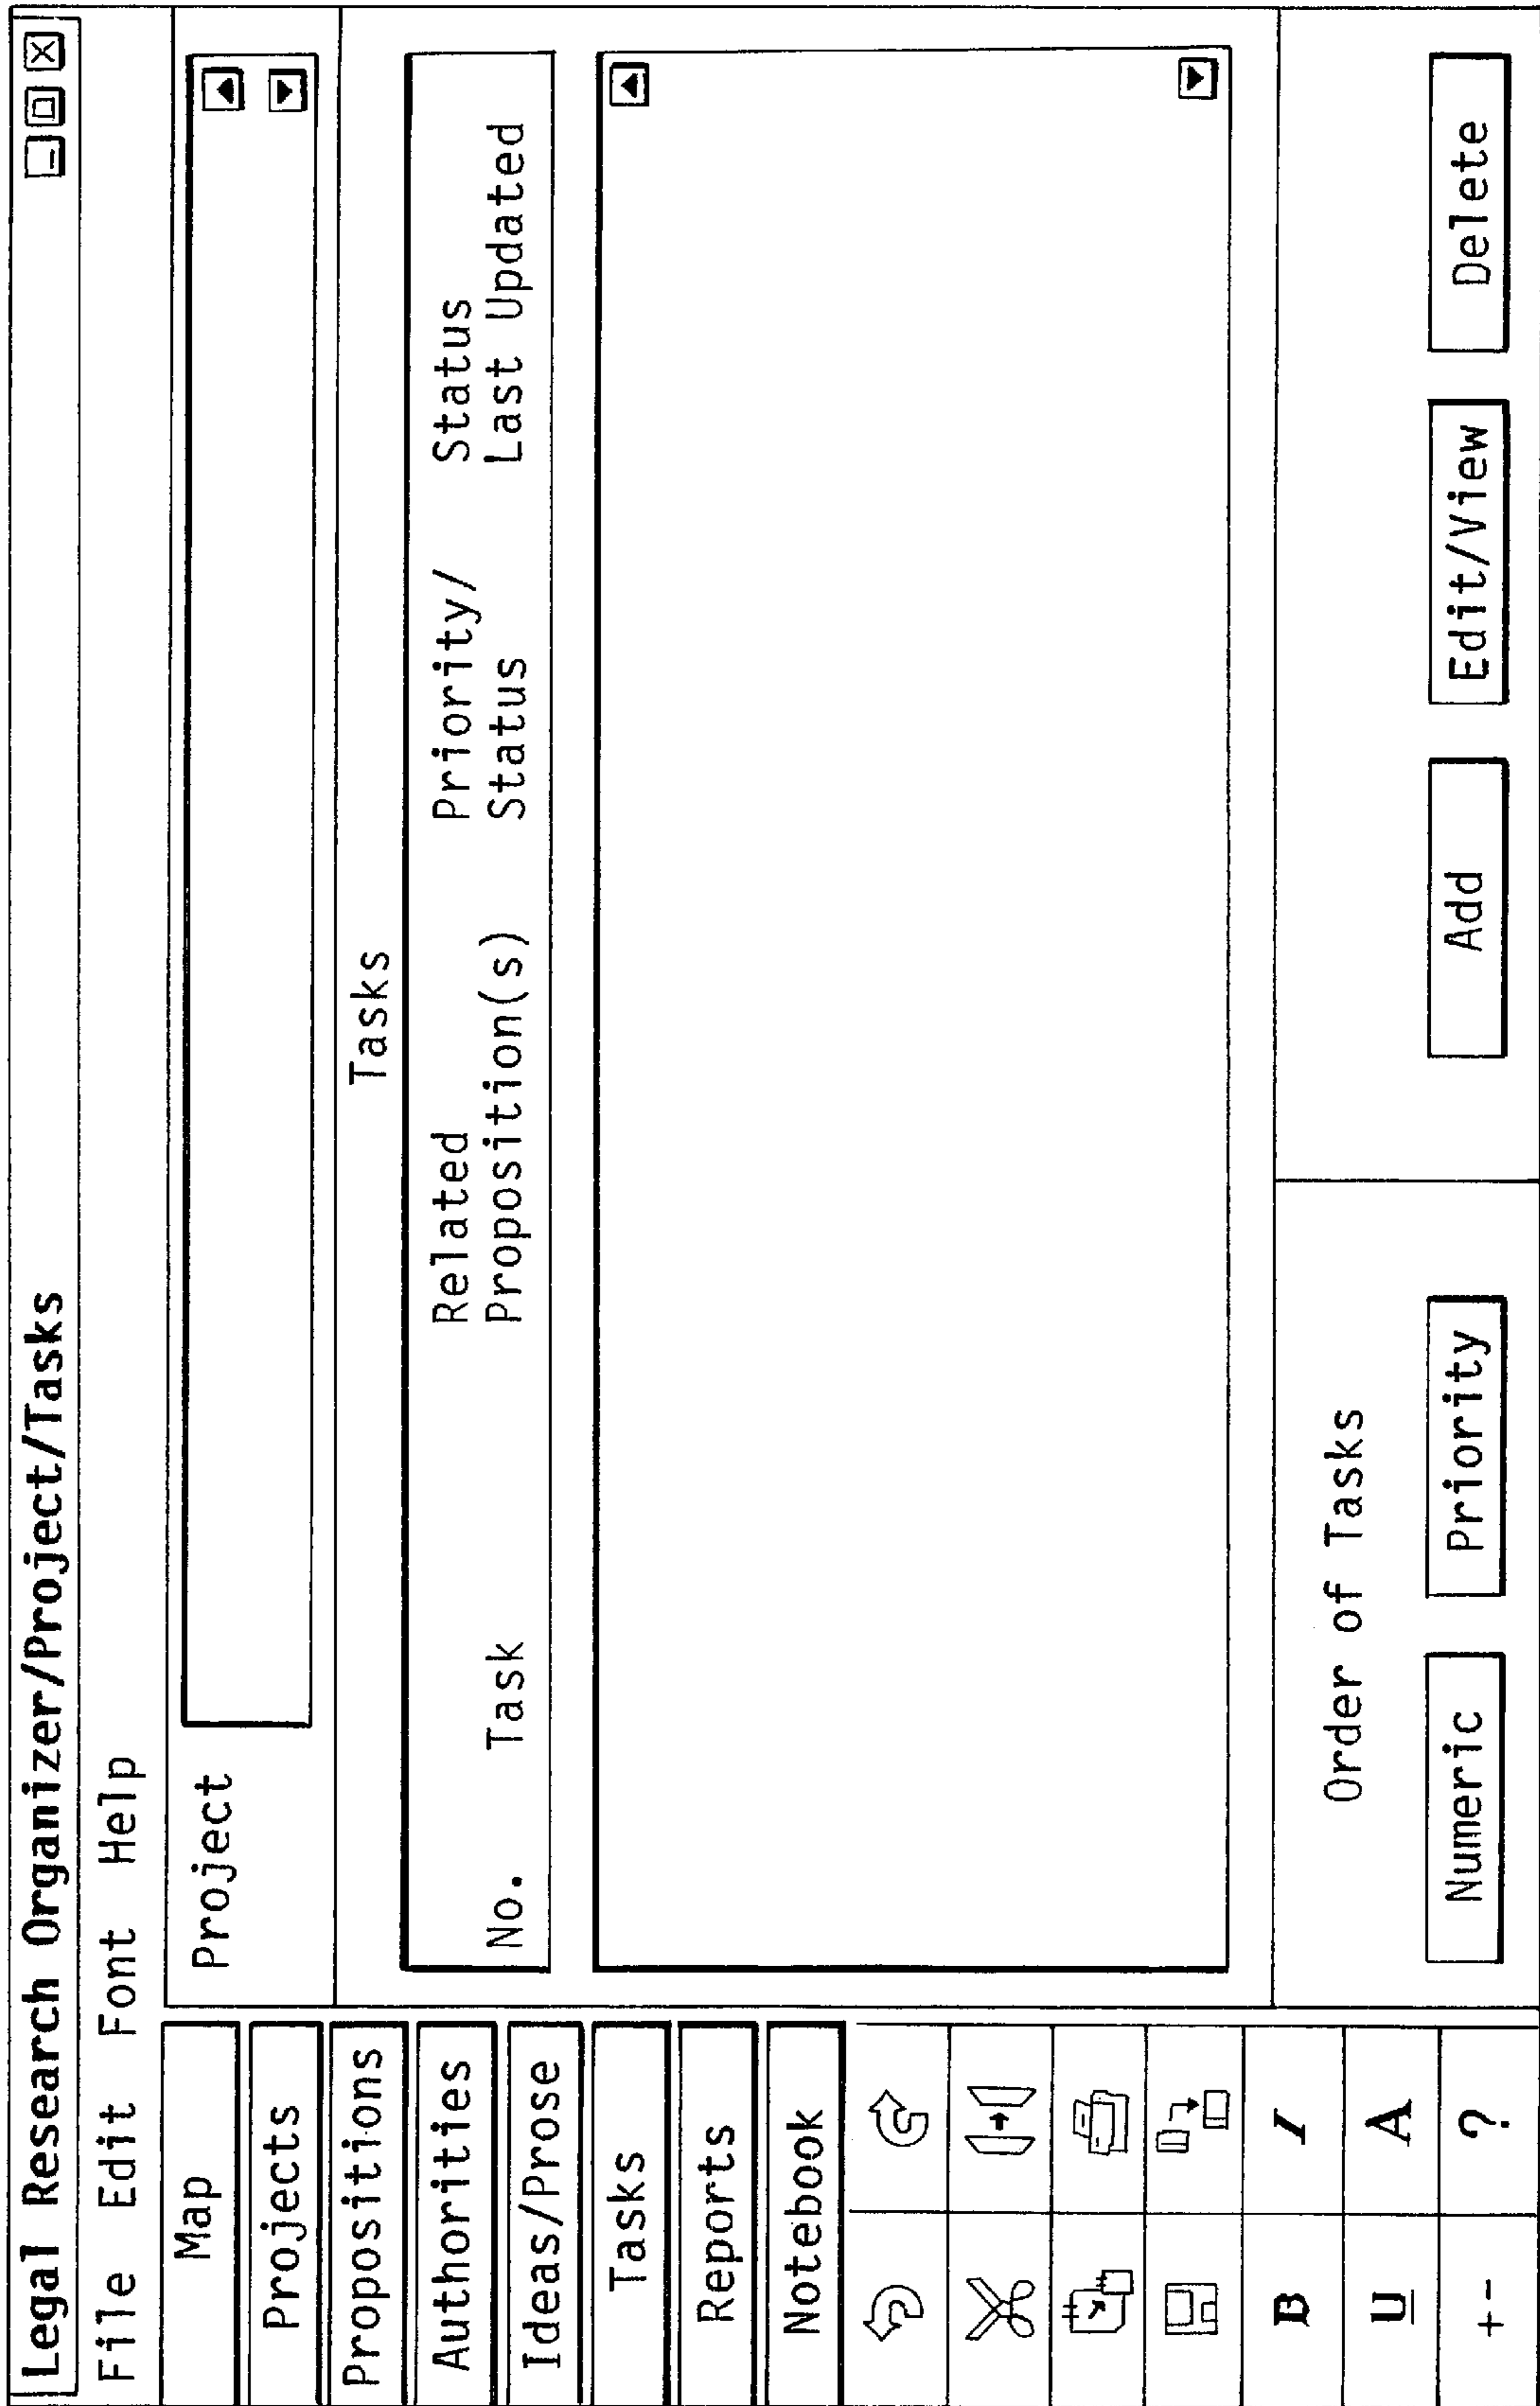 Legal Research Organizer/Project/Tasks
File Edit Font Help
Map
Projects
Propositions
Authorities
Ideas/Prose
Tasks
Reports
Notebook
B I
U A
+- ?
Project
Tasks
Related Priority/ Status
No. Task Proposition(s) Status Last Updated
Order of Tasks
Numeric Priority Add Edit/View Delete